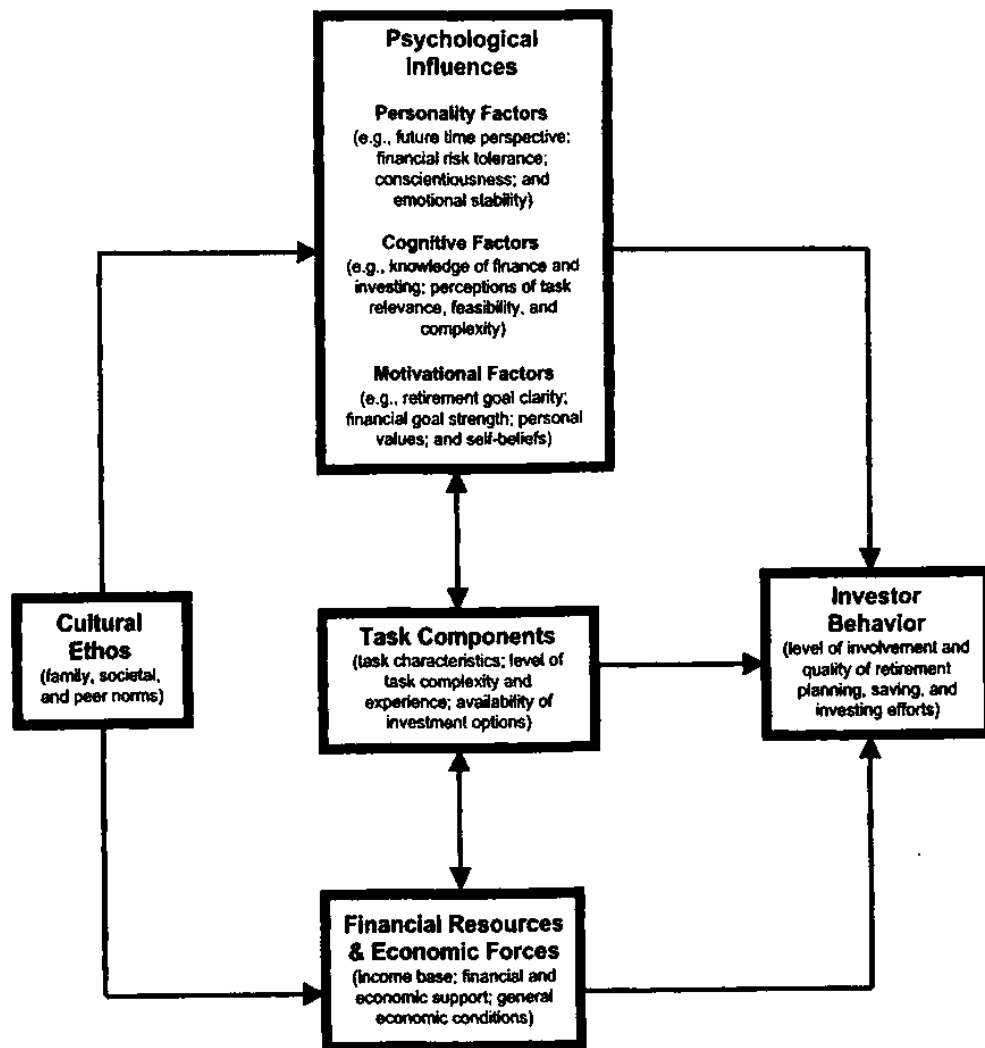 Psychological
Influences
Personality Factors
(e.g., future time perspective;
financial risk tolerance;
conscientiousness; and
emotional stability)
Cognitive Factors
(e.g., knowledge of finance and
investing; perceptions of task
relevance, feasibility, and
complexity)
Motivational Factors
(e.g., retirement goal clarity;
financial goal strength; personal
values; and self-beliefs)
Cultural
Ethos
(family, societal,
and peer norms)
Task Components
(task characteristics; level of
task complexity and
experience; availability of
investment options)
Investor
Behavior
(level of involvement and
quality of retirement
planning, saving, and
investing efforts)
Financial Resources
& Economic Forces
(income base; financial and
economic support; general
economic conditions)